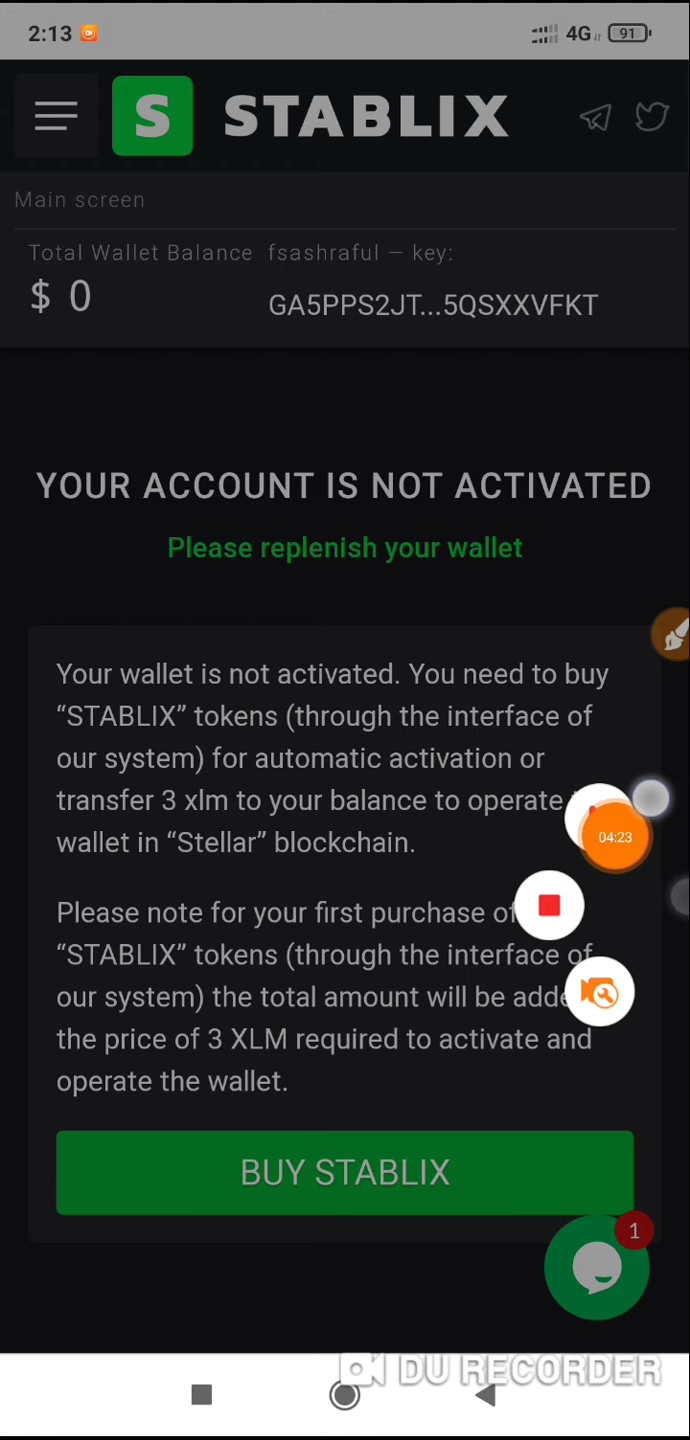 2:13 4G 91
S STABLIX
Main screen
Total Wallet Balance fsashraful — key:
$ 0 GA5PPS2JT...5QSXXVFKT
YOUR ACCOUNT IS NOT ACTIVATED
Please replenish your wallet
Your wallet is not activated. You need to buy
“STABLIX” tokens (through the interface of
our system) for automatic activation or
transfer 3 xlm to your balance to operate
wallet in “Stellar” blockchain.
04:23
Please note for your first purchase of
“STABLIX” tokens (through the interface of
our system) the total amount will be
the price of 3 XLM required to activate and
operate the wallet.
BUY STABLIX
1
DU RECORDER